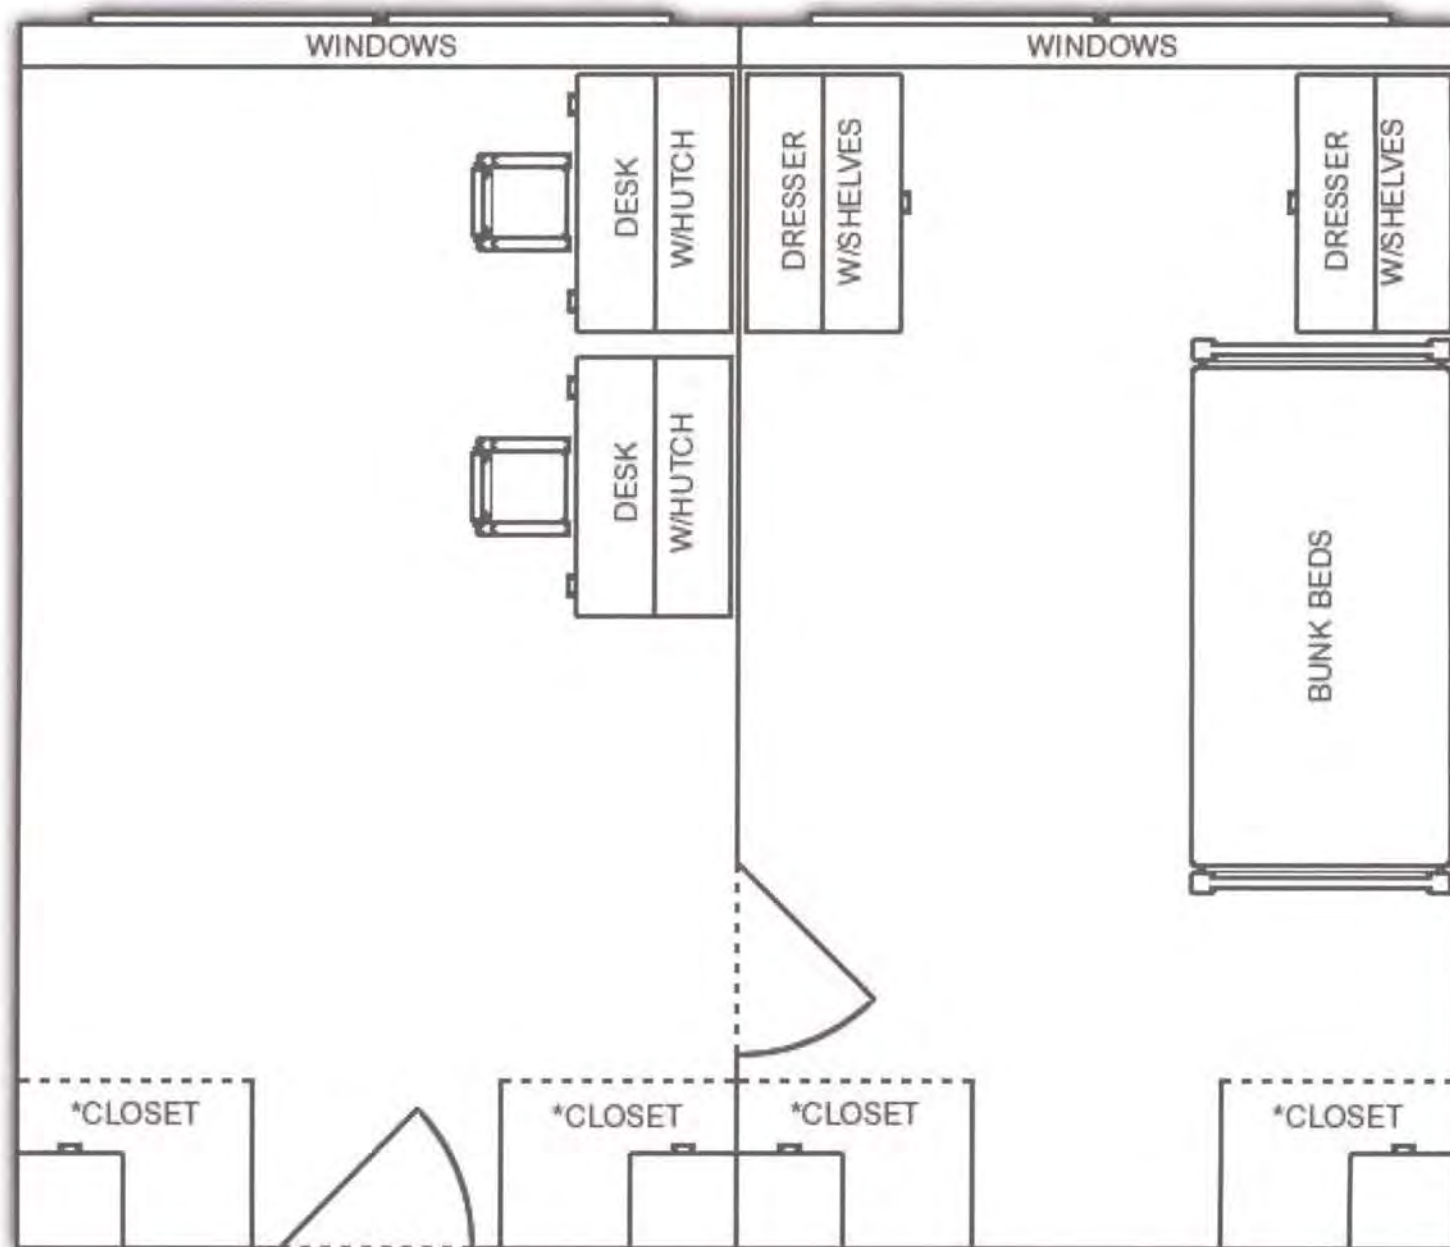 WINDOWS
WINDOWS
DESK
W/HUTCH
DRESSER
W/SHELVES
DRESSER
W/SHELVES
DESK
W/HUTCH
BUNK BEDS
*CLOSET
*CLOSET
*CLOSET
*CLOSET